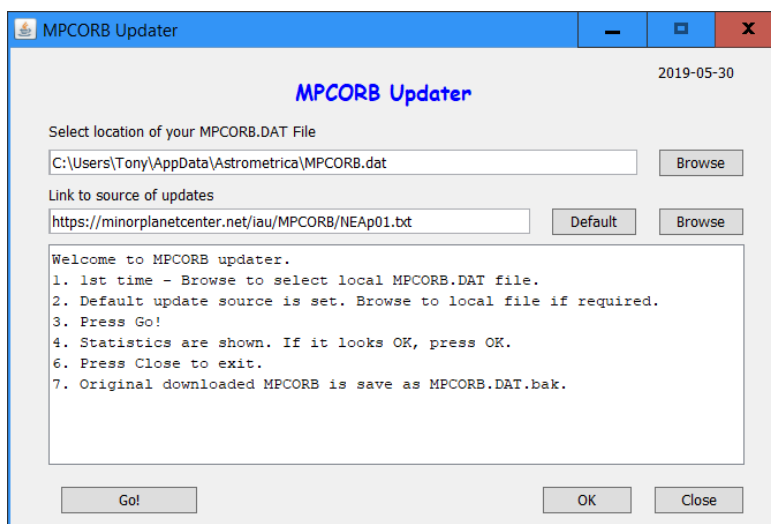 MPCORB Updater
2019-05-30
MPCORB Updater
Select location of your MPCORB.DAT File
C:\Users\Tony\AppData\Astrometrica\MPCORB.dat
Browse
Link to source of updates
https://minorplanetcenter.net/iau/MPCORB/NEAp01.txt
Default
Browse
Welcome to MPCORB updater.
1. 1st time - Browse to select local MPCORB.DAT file.
2. Default update source is set. Browse to local file if required.
3. Press Go!
4. Statistics are shown. If it looks OK, press OK.
6. Press Close to exit.
7. Original downloaded MPCORB is save as MPCORB.DAT.bak.
Go!
OK
Close